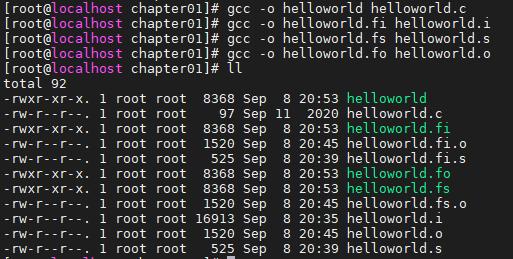 [root@localhost chapter01]# gcc -o helloworld helloworld.c
[root@localhost chapter01]# gcc -o helloworld.fi helloworld.i
[root@localhost chapter01]# gcc -o helloworld.fs helloworld.s
[root@localhost chapter01]# gcc -o helloworld.fo helloworld.o
[root@localhost chapter01]# ll
total 92
-rwxr-xr-x. 1 root root  8368 Sep  8 20:53 helloworld
-rw-r--r--. 1 root root    97 Sep 11  2020 helloworld.c
-rwxr-xr-x. 1 root root  8368 Sep  8 20:53 helloworld.fi
-rw-r--r--. 1 root root  1520 Sep  8 20:45 helloworld.fi.o
-rw-r--r--. 1 root root   525 Sep  8 20:39 helloworld.fi.s
-rwxr-xr-x. 1 root root  8368 Sep  8 20:53 helloworld.fo
-rwxr-xr-x. 1 root root  8368 Sep  8 20:53 helloworld.fs
-rw-r--r--. 1 root root  1520 Sep  8 20:45 helloworld.fs.o
-rw-r--r--. 1 root root 16913 Sep  8 20:35 helloworld.i
-rw-r--r--. 1 root root  1520 Sep  8 20:45 helloworld.o
-rw-r--r--. 1 root root   525 Sep  8 20:39 helloworld.s